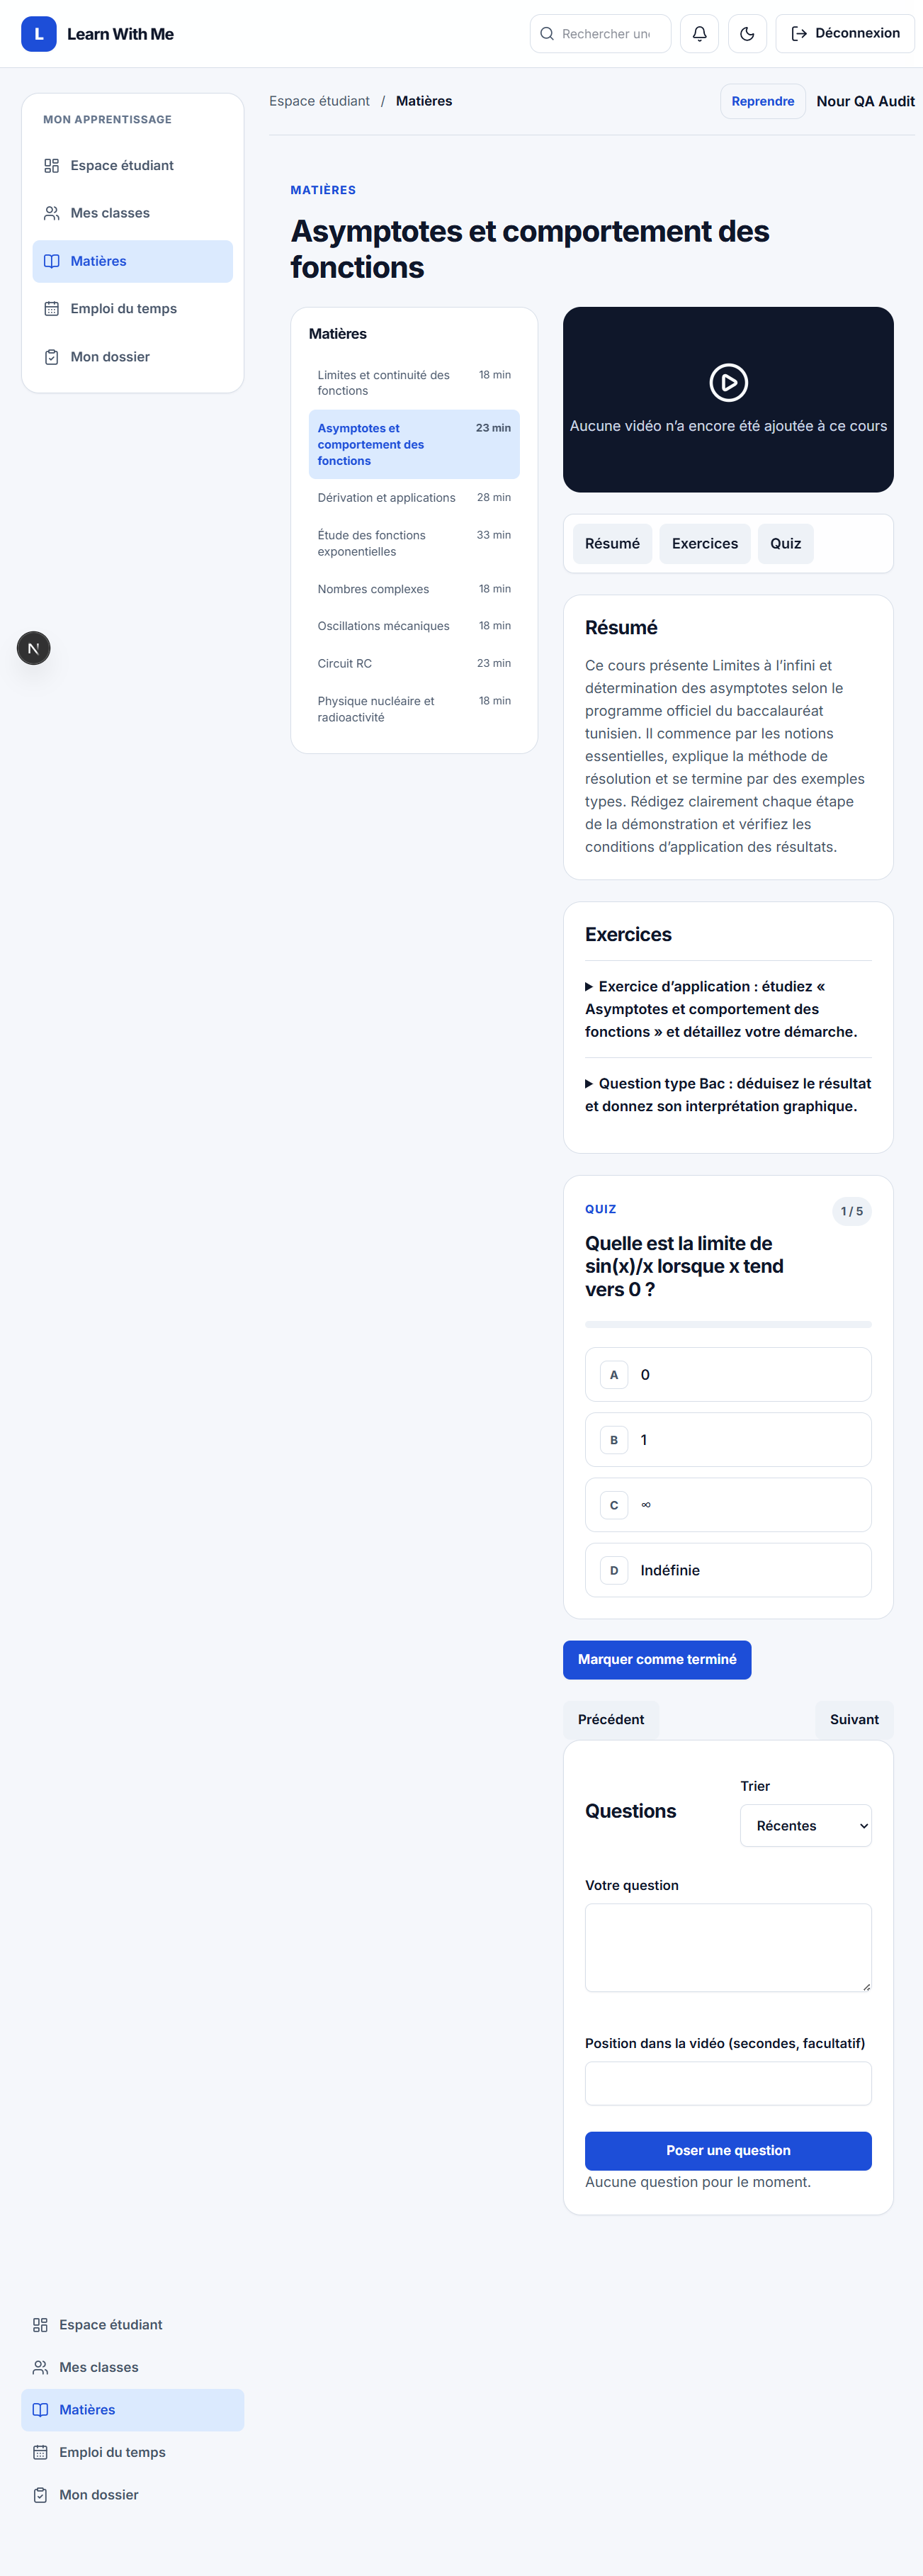 L Learn With Me
Rechercher un
Déconnexion
MON APPRENTISSAGE
Espace étudiant
Mes classes
Matières
Emploi du temps
Mon dossier
Espace étudiant / Matières
Reprendre
Nour QA Audit
MATIÈRES
Asymptotes et comportement des
fonctions
Matières
Limites et continuité des 18 min
fonctions
Asymptotes et 23 min
comportement des
fonctions
Dérivation et applications 28 min
Étude des fonctions 33 min
exponentielles
Nombres complexes 18 min
Oscillations mécaniques 18 min
Circuit RC 23 min
Physique nucléaire et 18 min
radioactivité
N
Aucune vidéo n’a encore été ajoutée à ce cours
Résumé Exercices Quiz
Résumé
Ce cours présente Limites à l’infini et
détermination des asymptotes selon le
programme officiel du baccalauréat
tunisien. Il commence par les notions
essentielles, explique la méthode de
résolution et se termine par des exemples
types. Rédigez clairement chaque étape
de la démonstration et vérifiez les
conditions d’application des résultats.
Exercices
▶ Exercice d’application : étudiez «
Asymptotes et comportement des
fonctions » et détaillez votre démarche.
▶ Question type Bac : déduisez le résultat
et donnez son interprétation graphique.
QUIZ 1 / 5
Quelle est la limite de
sin(x)/x lorsque x tend
vers 0 ?
A 0
B 1
C ∞
D Indéfinie
Marquer comme terminé
Précédent Suivant
Trier
Questions
Récentes
Votre question
Position dans la vidéo (secondes, facultatif)
Poser une question
Aucune question pour le moment.
Espace étudiant
Mes classes
Matières
Emploi du temps
Mon dossier